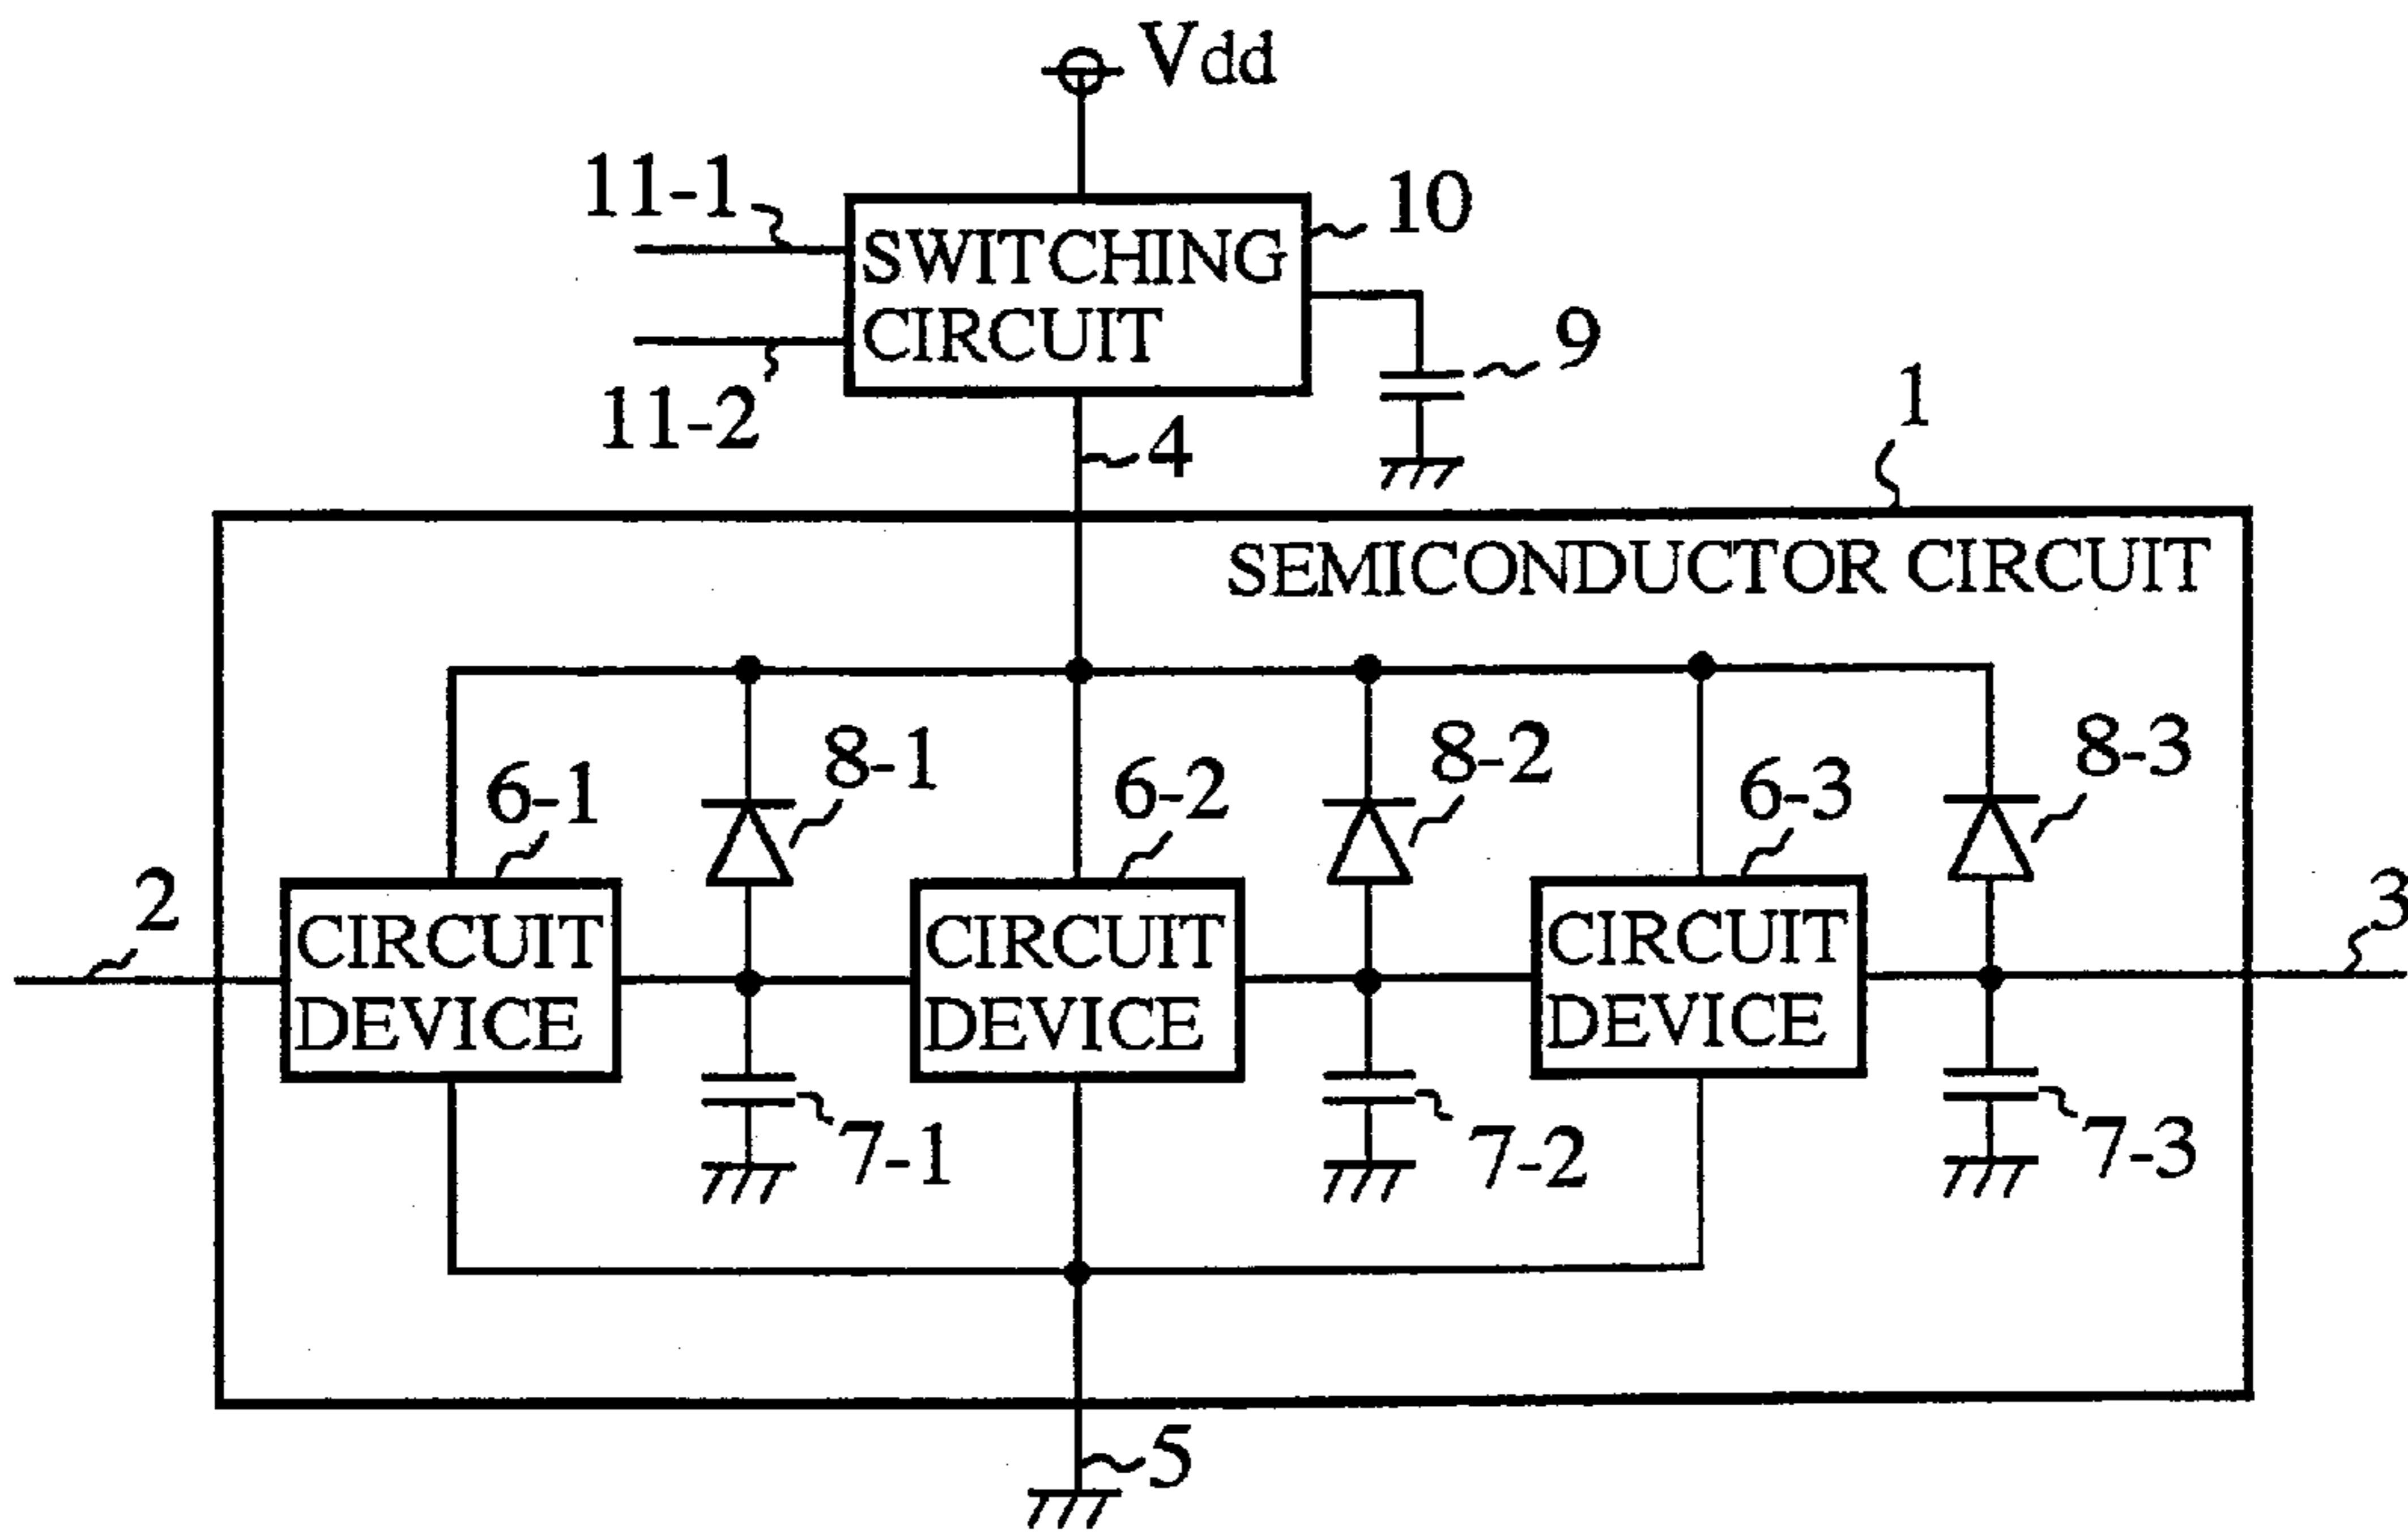 Vdd
11-1
10
SWITCHING
CIRCUIT
9
11-2
4
1
SEMICONDUCTOR CIRCUIT
8-1
8-2
8-3
6-1
6-2
6-3
2
3
CIRCUIT
DEVICE
CIRCUIT
DEVICE
CIRCUIT
DEVICE
7-1
7-2
7-3
5